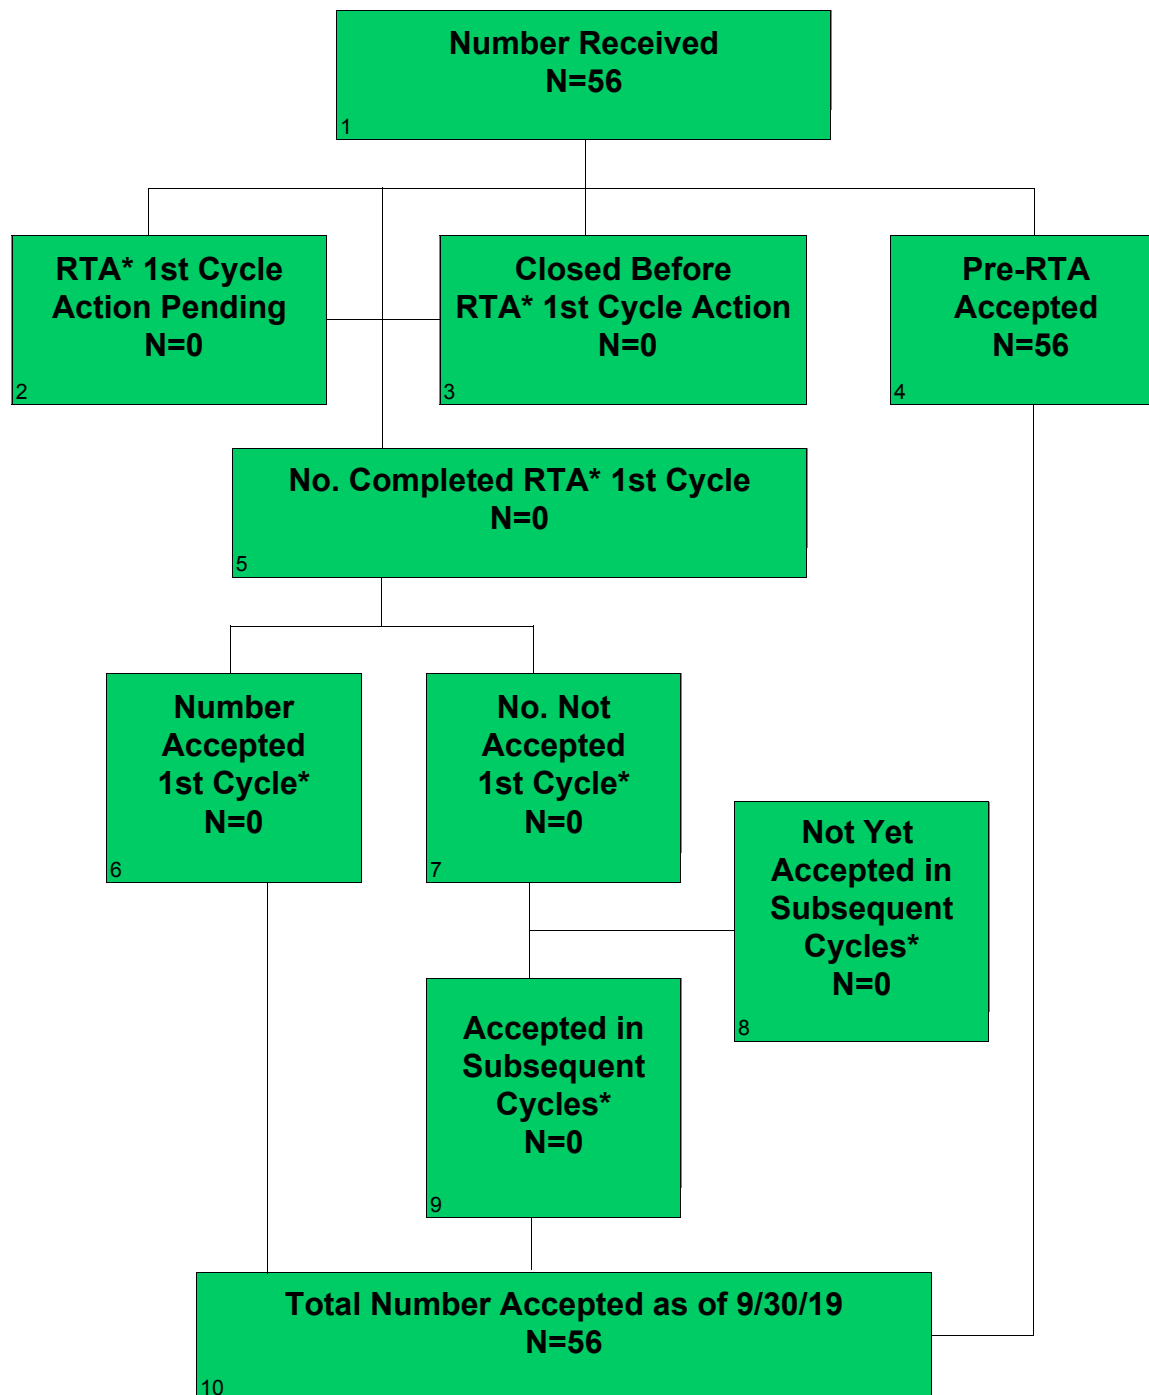 Number Received
N=56
1
RTA* 1st Cycle
Action Pending
N=0
2
Closed Before
RTA* 1st Cycle Action
N=0
3
Pre-RTA
Accepted
N=56
4
No. Completed RTA* 1st Cycle
N=0
5
Number
Accepted
1st Cycle*
N=0
6
No. Not
Accepted
1st Cycle*
N=0
7
Not Yet
Accepted in
Subsequent
Cycles*
N=0
8
Accepted in
Subsequent
Cycles*
N=0
9
Total Number Accepted as of 9/30/19
N=56
10